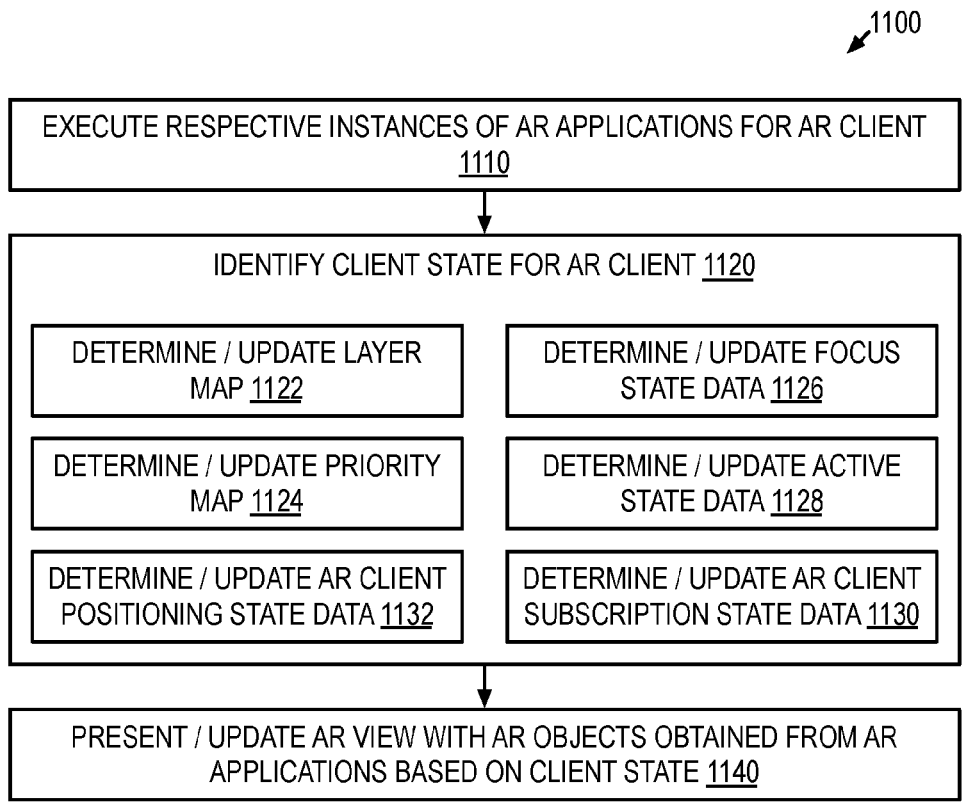 1100
EXECUTE RESPECTIVE INSTANCES OF AR APPLICATIONS FOR AR CLIENT
1110
IDENTIFY CLIENT STATE FOR AR CLIENT 1120
DETERMINE / UPDATE LAYER
MAP 1122
DETERMINE / UPDATE FOCUS
STATE DATA 1126
DETERMINE / UPDATE PRIORITY
MAP 1124
DETERMINE / UPDATE ACTIVE
STATE DATA 1128
DETERMINE / UPDATE AR CLIENT
POSITIONING STATE DATA 1132
DETERMINE / UPDATE AR CLIENT
SUBSCRIPTION STATE DATA 1130
PRESENT / UPDATE AR VIEW WITH AR OBJECTS OBTAINED FROM AR
APPLICATIONS BASED ON CLIENT STATE 1140